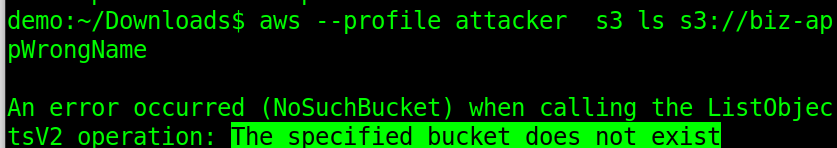 demo:~/Downloads$ aws --profile attacker  s3 ls s3://biz-ap
pWrongName
An error occurred (NoSuchBucket) when calling the ListObjec
tsV2 operation: The specified bucket does not exist